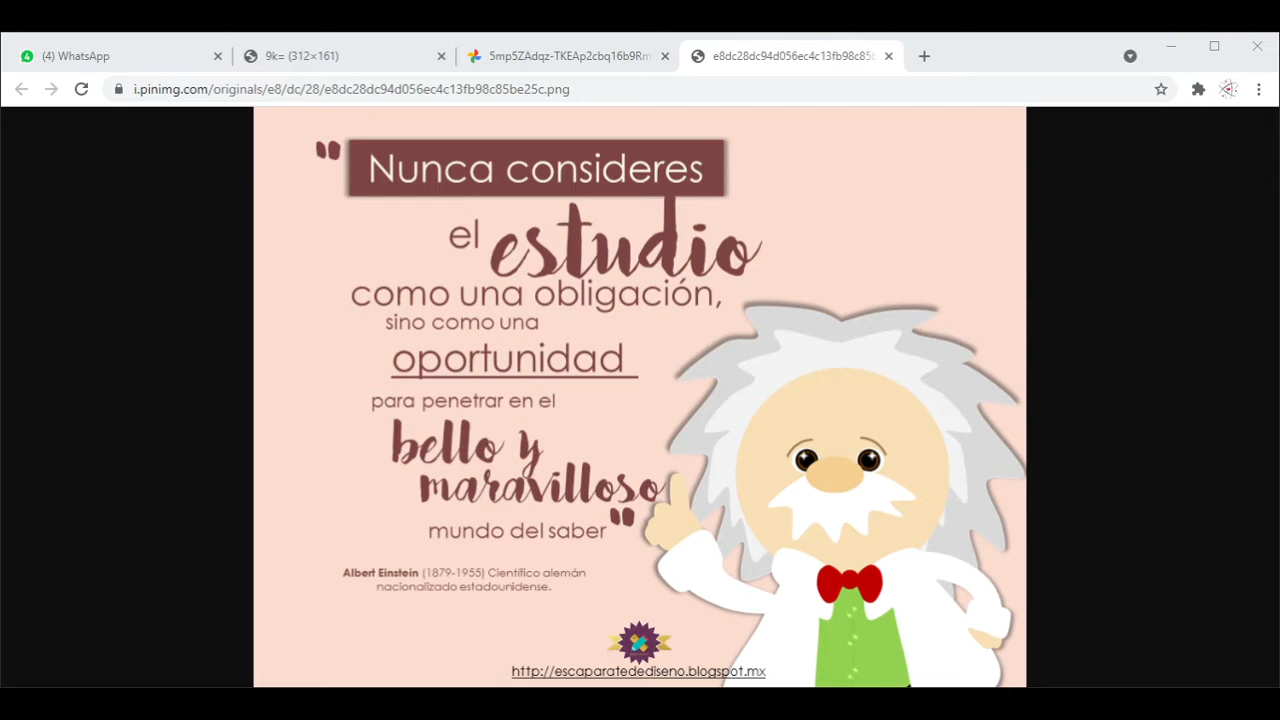 (4) WhatsApp
9k= (312×161)
5mp5ZAdqz-TKEAp2cbq16b9Rm
e8dc28dc94d056ec4c13fb98c85b
i.pinimg.com/originals/e8/dc/28/e8dc28dc94d056ec4c13fb98c85be25c.png
"Nunca consideres
el estudio
como una obligación,
sino como una
oportunidad
para penetrar en el
bello y
maravilloso
mundo del saber"
Albert Einstein (1879-1955) Científico alemán
nacionalizado estadounidense.
http://escaparatedediseno.blogspot.mx